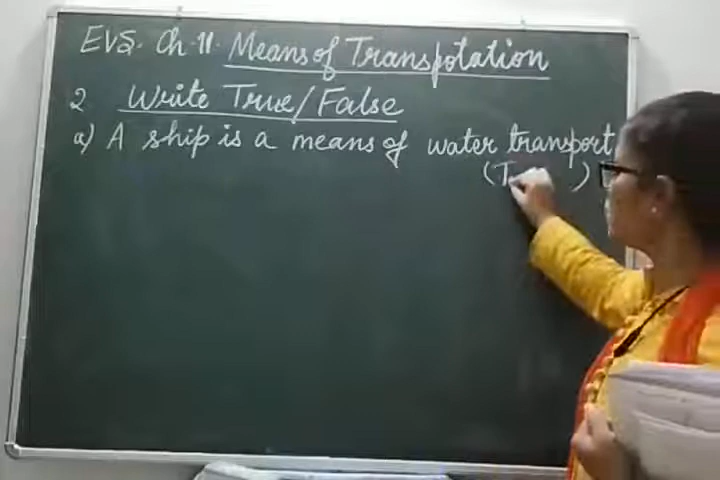 EVS. Ch. 11. Means of Transpotation
2 Write True/False
a) A ship is a means of water transport
(T )